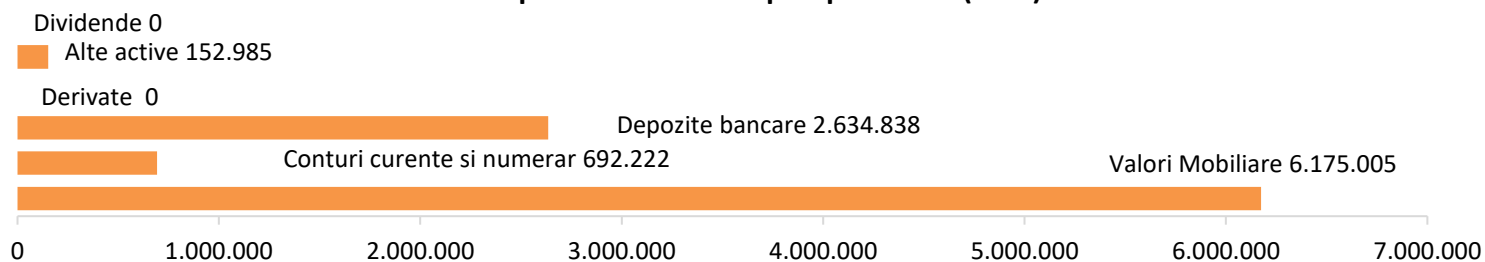 Dividende 0
Alte active 152.985
Derivate 0
Depozite bancare 2.634.838
Conturi curente si numerar 692.222
Valori Mobiliare 6.175.005
0 1.000.000 2.000.000 3.000.000 4.000.000 5.000.000 6.000.000 7.000.000